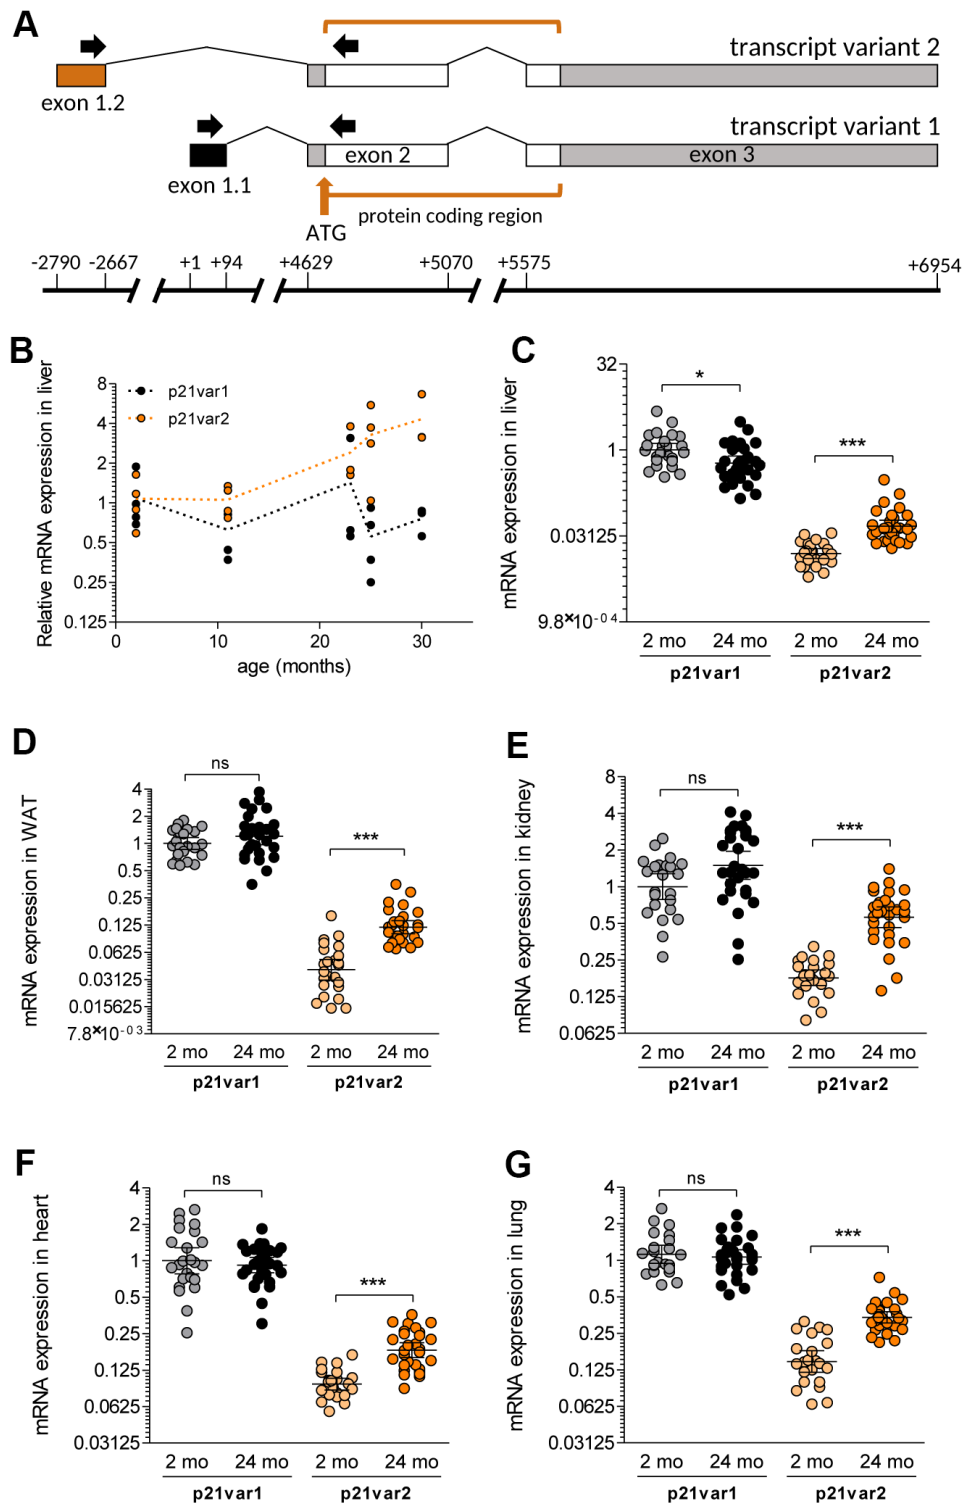 A
transcript variant 2
exon 1.2
transcript variant 1
exon 2
exon 3
exon 1.1
protein coding region
ATG
-2790 -2667 +1 +94 +4629 +5070 +5575 +6954
B
Relative mRNA expression in liver
p21var1
p21var2
8
4
2
1
0.5
0.25
0.125
0 10 20 30
age (months)
C
mRNA expression in liver
32
1
0.03125
9.8×10⁻⁰⁴
*
***
2 mo 24 mo 2 mo 24 mo
p21var1 p21var2
D
mRNA expression in WAT
4
2
1
0.5
0.25
0.125
0.0625
0.03125
0.015625
7.8×10⁻⁰³
ns
***
2 mo 24 mo 2 mo 24 mo
p21var1 p21var2
E
mRNA expression in kidney
8
4
2
1
0.5
0.25
0.125
0.0625
ns
***
2 mo 24 mo 2 mo 24 mo
p21var1 p21var2
F
mRNA expression in heart
4
2
1
0.5
0.25
0.125
0.0625
0.03125
ns
***
2 mo 24 mo 2 mo 24 mo
p21var1 p21var2
G
mRNA expression in lung
4
2
1
0.5
0.25
0.125
0.0625
0.03125
ns
***
2 mo 24 mo 2 mo 24 mo
p21var1 p21var2